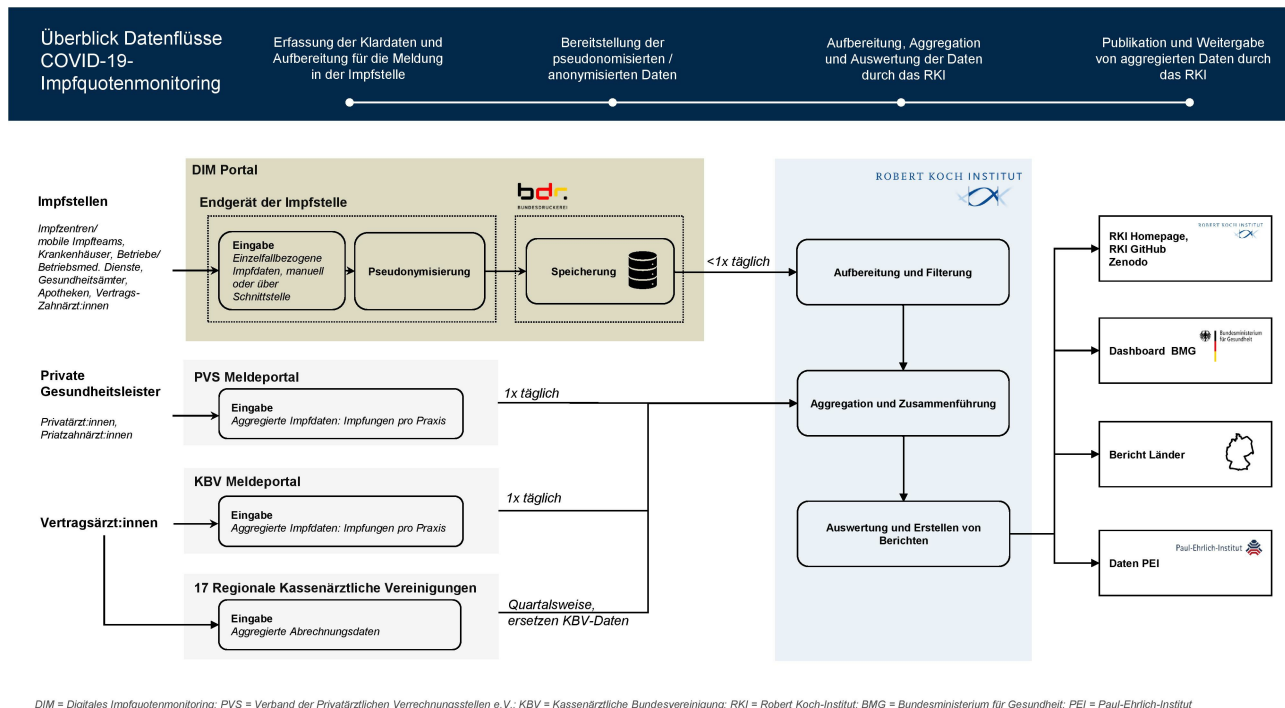 Überblick Datenflüsse
COVID-19-
Impfquotenmonitoring
Erfassung der Klardaten und
Aufbereitung für die Meldung
in der Impfstelle
Bereitstellung der
pseudonomisierten /
anonymisierten Daten
Aufbereitung, Aggregation
und Auswertung der Daten
durch das RKI
Publikation und Weitergabe
von aggregierten Daten durch
das RKI
Impfstellen
Impfzentren/
mobile Impfteams,
Krankenhäuser, Betriebe/
Betriebsmed. Dienste,
Gesundheitsämter,
Apotheken, Vertrags-
Zahnärzt:innen
DIM Portal
Endgerät der Impfstelle
Eingabe
Einzelfallbezogene
Impfdaten, manuell
oder über
Schnittstelle
Pseudonymisierung
bdr.
BUNDESDRUCKEREI
Speicherung
<1x täglich
ROBERT KOCH INSTITUT
Aufbereitung und Filterung
Aggregation und Zusammenführung
Auswertung und Erstellen von
Berichten
Private
Gesundheitsleister
Privatärzt:innen,
Priatzahnärzt:innen
PVS Meldeportal
Eingabe
Aggregierte Impfdaten: Impfungen pro Praxis
1x täglich
Vertragsärzt:innen
KBV Meldeportal
Eingabe
Aggregierte Impfdaten: Impfungen pro Praxis
1x täglich
17 Regionale Kassenärztliche Vereinigungen
Eingabe
Aggregierte Abrechnungsdaten
Quartalsweise,
ersetzen KBV-Daten
RKI Homepage,
RKI GitHub
Zenodo
ROBERT KOCH INSTITUT
Dashboard BMG
Bundesministerium
für Gesundheit
Bericht Länder
Daten PEI
Paul-Ehrlich-Institut
DIM = Digitales Impfquotenmonitoring; PVS = Verband der Privatärztlichen Verrechnungsstellen e.V.; KBV = Kassenärztliche Bundesvereinigung; RKI = Robert Koch-Institut; BMG = Bundesministerium für Gesundheit; PEI = Paul-Ehrlich-Institut